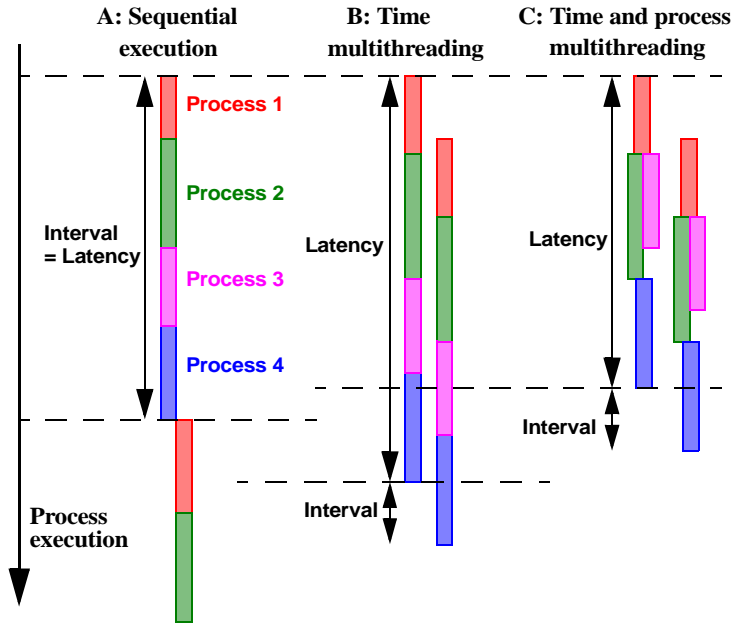 A: Sequential
execution
B: Time
multithreading
C: Time and process
multithreading
Process 1
Process 2
Interval
= Latency
Process 3
Process 4
Latency
Latency
Interval
Interval
Process
execution